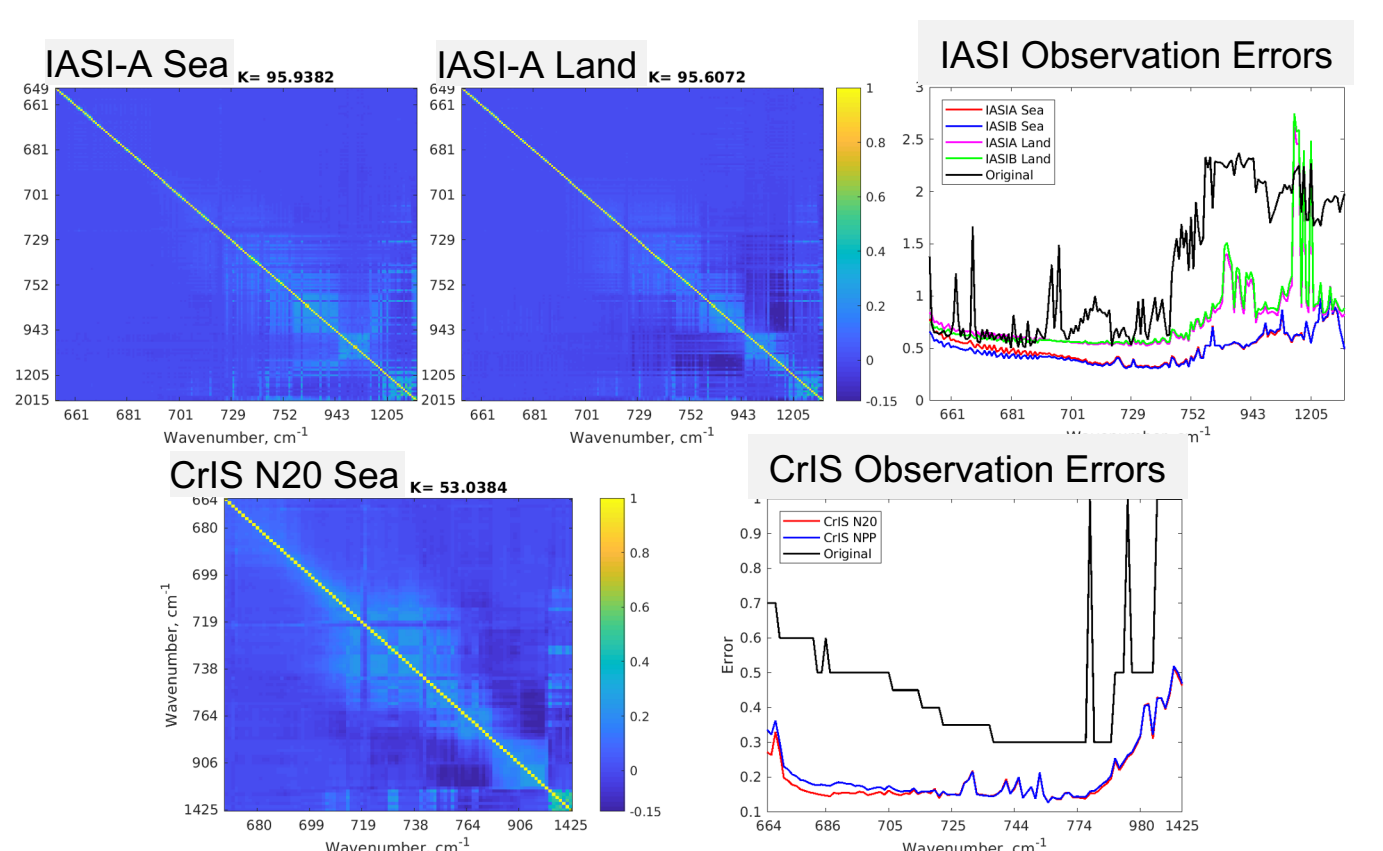 IASI-A Sea K= 95.9382
649
661
681
701
729
752
943
1205
2015
661 681 701 729 752 943 1205
Wavenumber, cm-1
IASI-A Land K= 95.6072
649
661
681
701
729
752
943
1205
2015
661 681 701 729 752 943 1205
Wavenumber, cm-1
1
0.8
0.6
0.4
0.2
0
-0.15
IASI Observation Errors
3
2.5
2
1.5
1
0.5
0
IASIA Sea
IASIB Sea
IASIA Land
IASIB Land
Original
661 681 701 729 752 943 1205
CrIS N20 Sea K= 53.0384
Wavenumber, cm-1
664
680
699
719
738
764
906
1425
680 699 719 738 764 906 1425
Wavenumber, cm-1
1
0.8
0.6
0.4
0.2
0
-0.15
CrIS Observation Errors
Error
1
0.9
0.8
0.7
0.6
0.5
0.4
0.3
0.2
0.1
CrIS N20
CrIS NPP
Original
664 686 705 725 744 774 980 1425
Wavenumber, cm-1